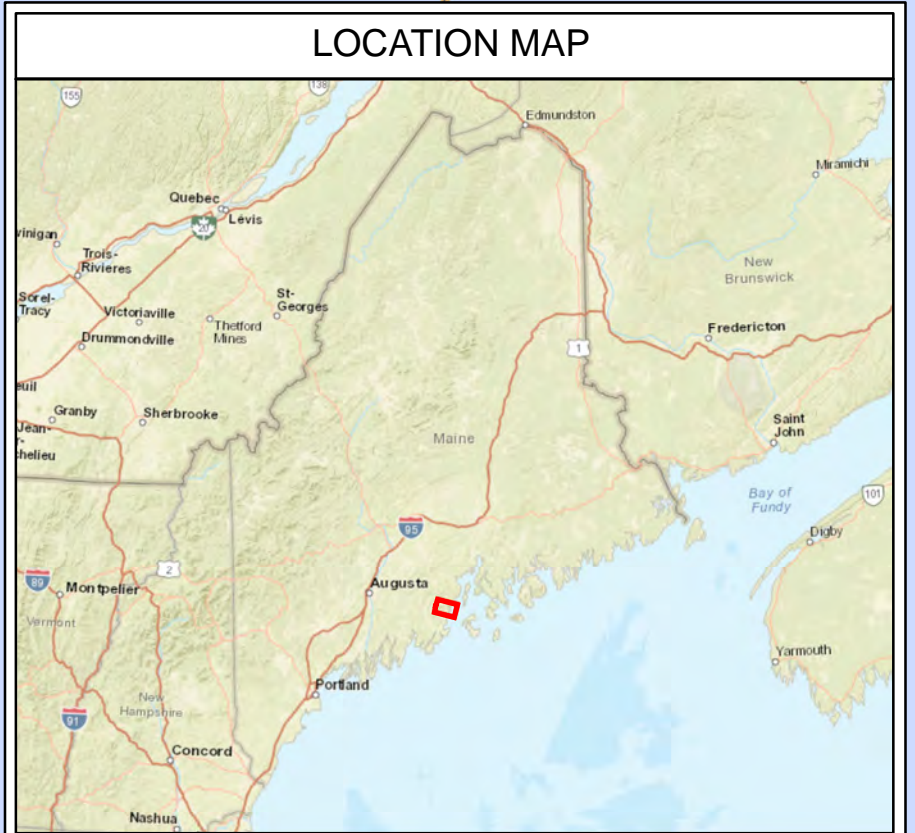 LOCATION MAP
155
138
Edmundston
Miramichi
Quebec
Lévis
20
vinigan
Trois-
Rivieres
New
Brunswick
Sorel-
Tracy
Victoriaville
Thetford
Mines
St-
Georges
Fredericton
Drummondville
1
euil
Granby
Sherbrooke
Jean-
r-
chelieu
Maine
Saint
John
Bay of
Fundy
101
95
Digby
2
89
Montpelier
Augusta
Vermont
Yarmouth
Portland
New
Hampshire
91
Concord
Nashua